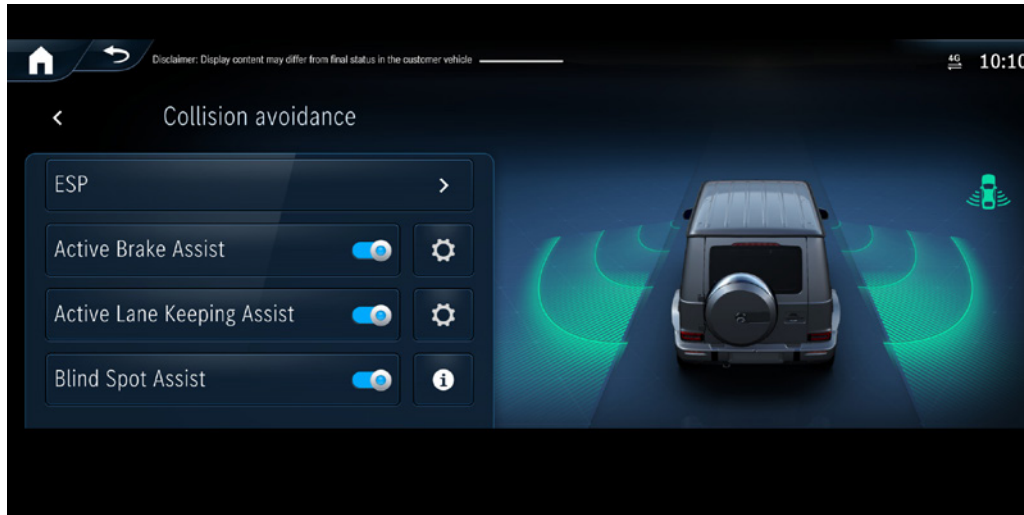 Disclaimer: Display content may differ from final status in the customer vehicle
4G
10:10
Collision avoidance
ESP
Active Brake Assist
Active Lane Keeping Assist
Blind Spot Assist